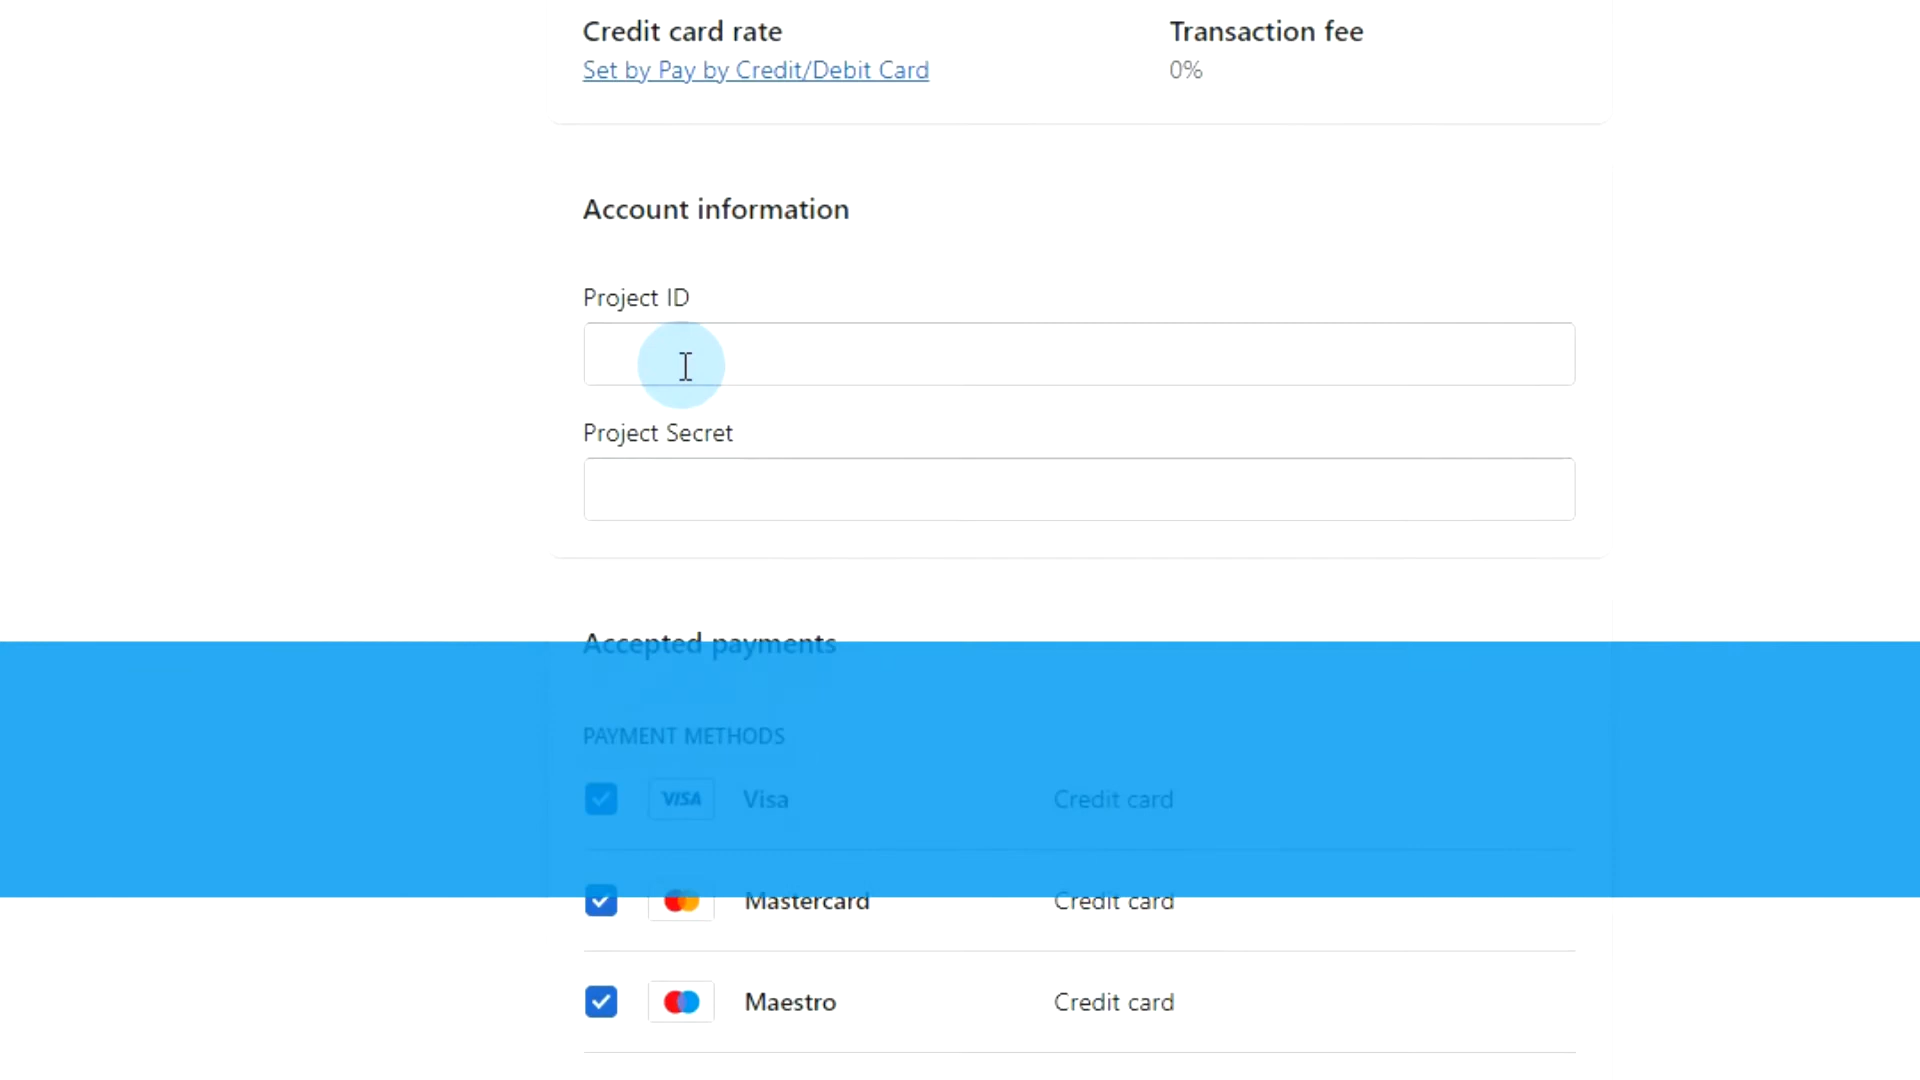 Credit card rate
Transaction fee
Set by Pay by Credit/Debit Card
0%
Account information
Project ID
Project Secret
Accepted payments
PAYMENT METHODS
VISA Visa Credit card
Mastercard Credit card
Maestro Credit card